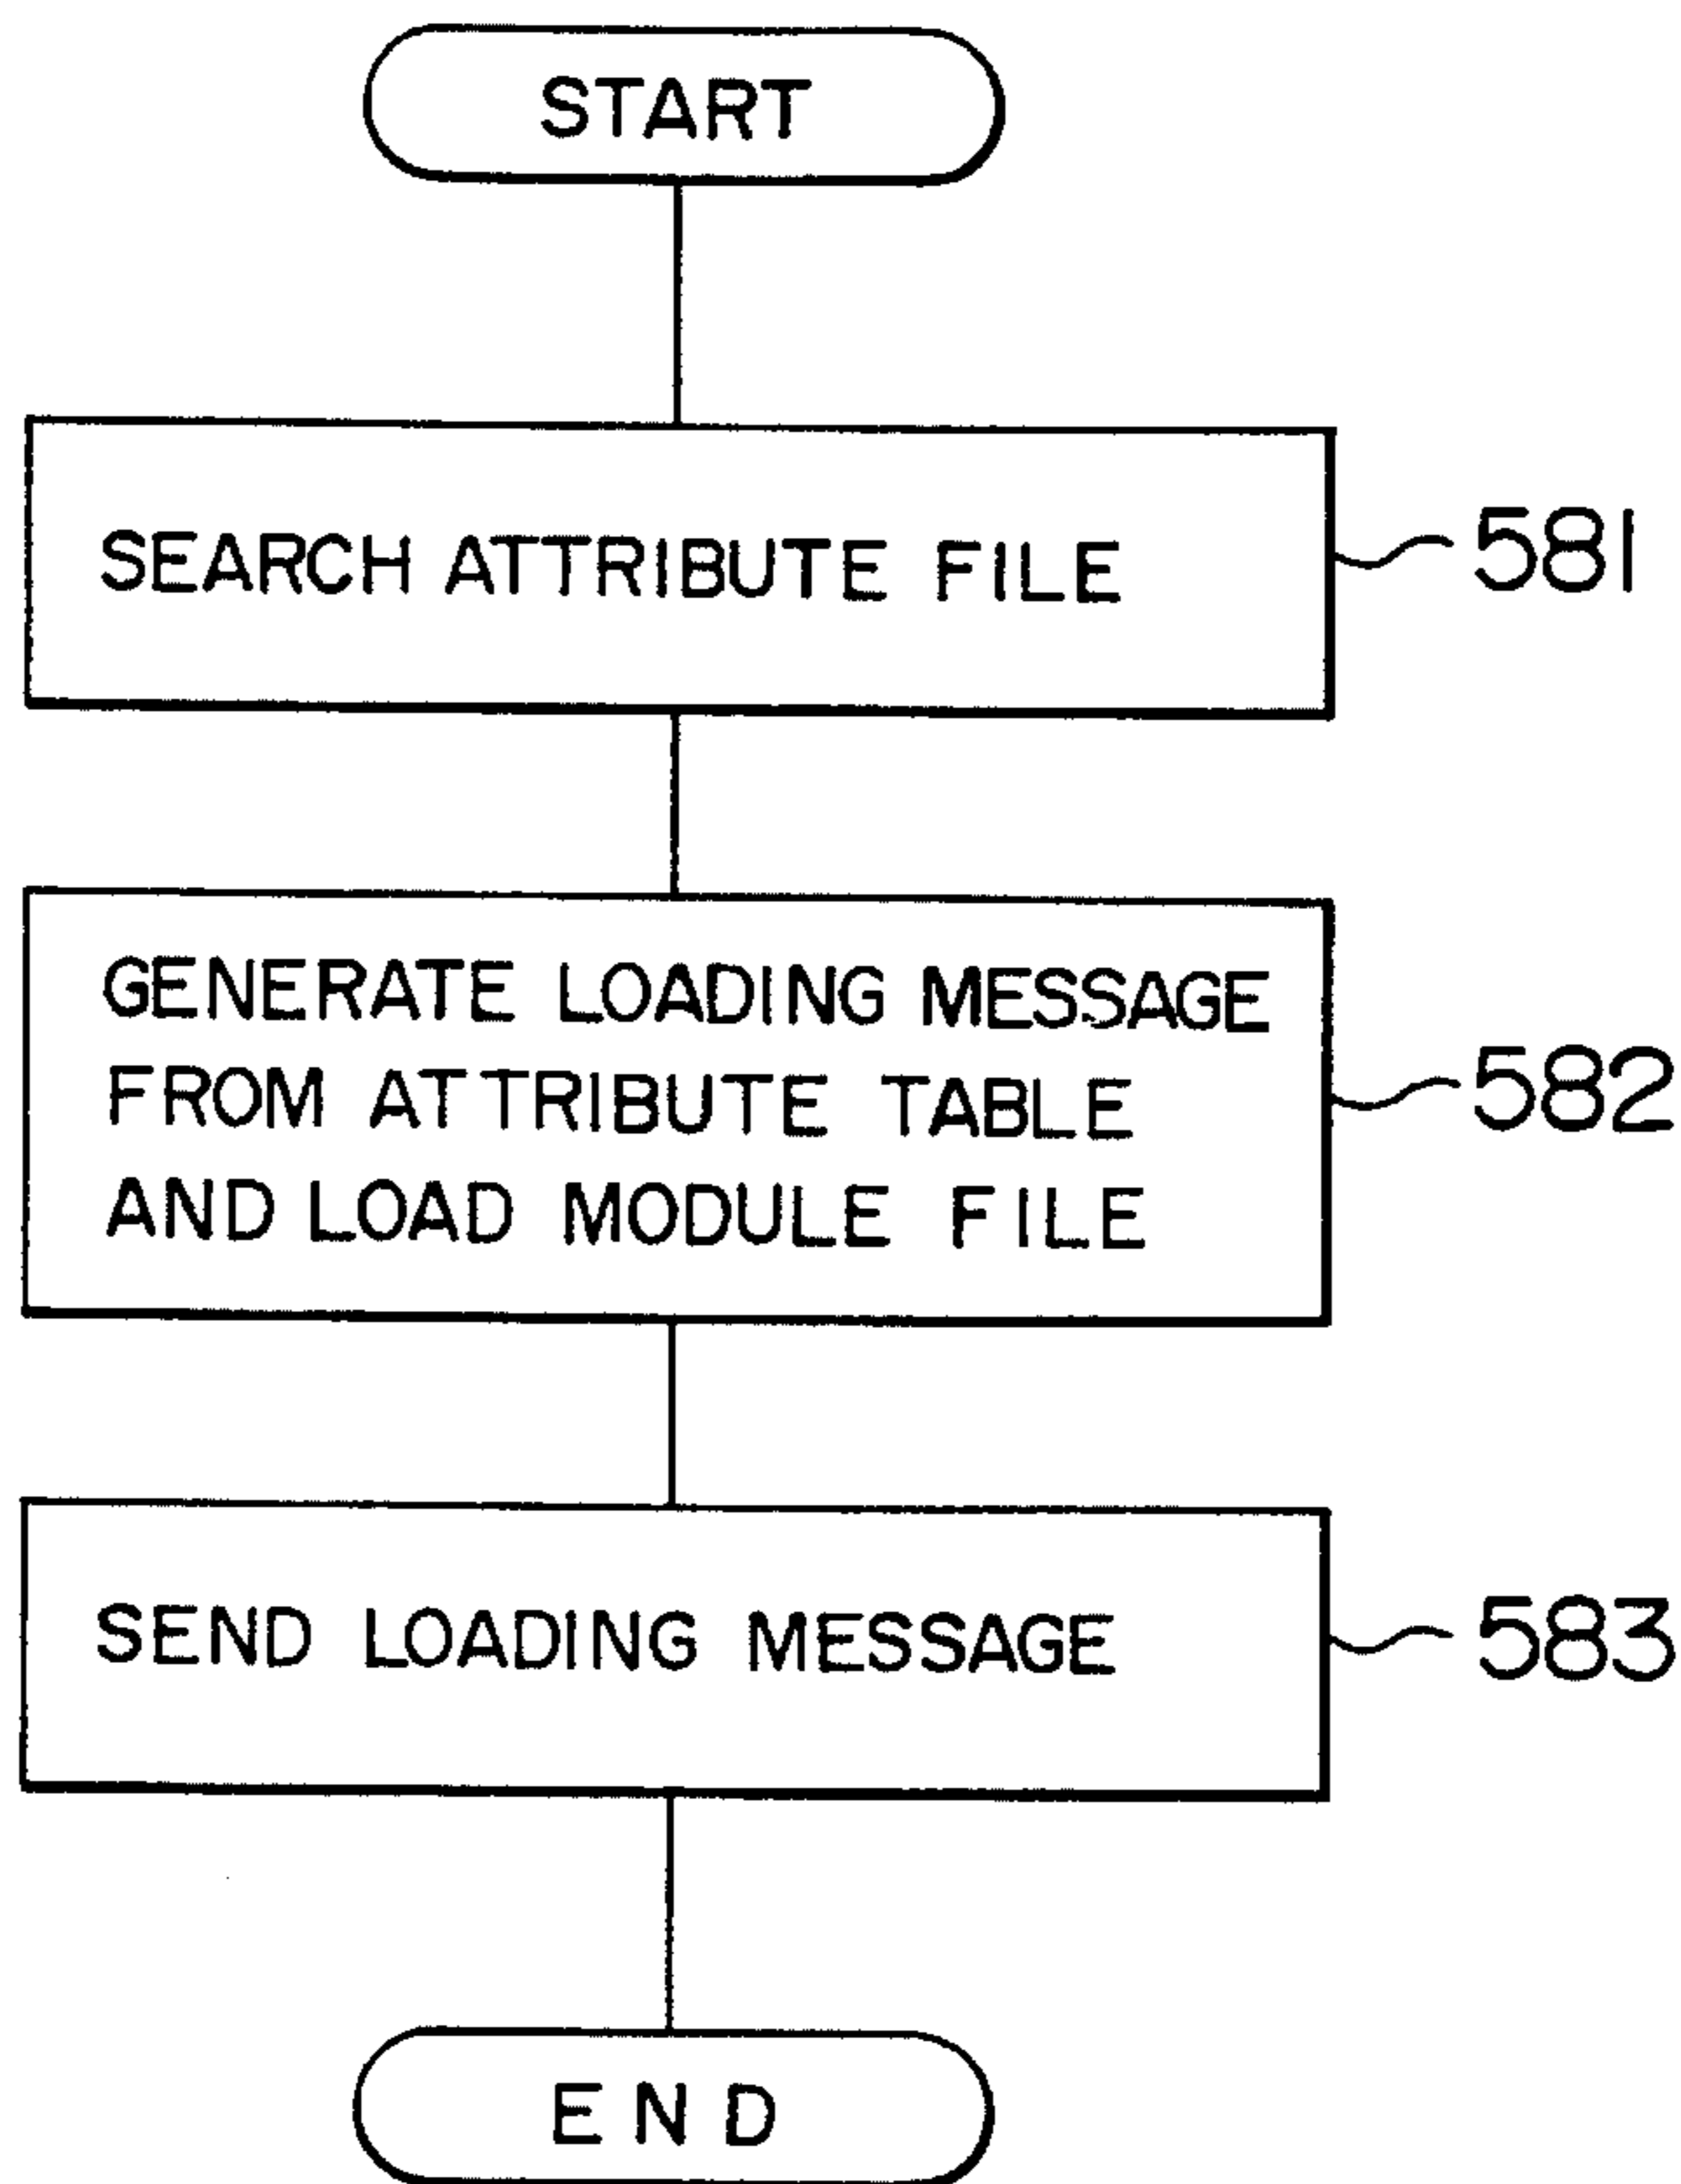 START
SEARCH ATTRIBUTE FILE
581
GENERATE LOADING MESSAGE
FROM ATTRIBUTE TABLE
AND LOAD MODULE FILE
582
SEND LOADING MESSAGE
583
END